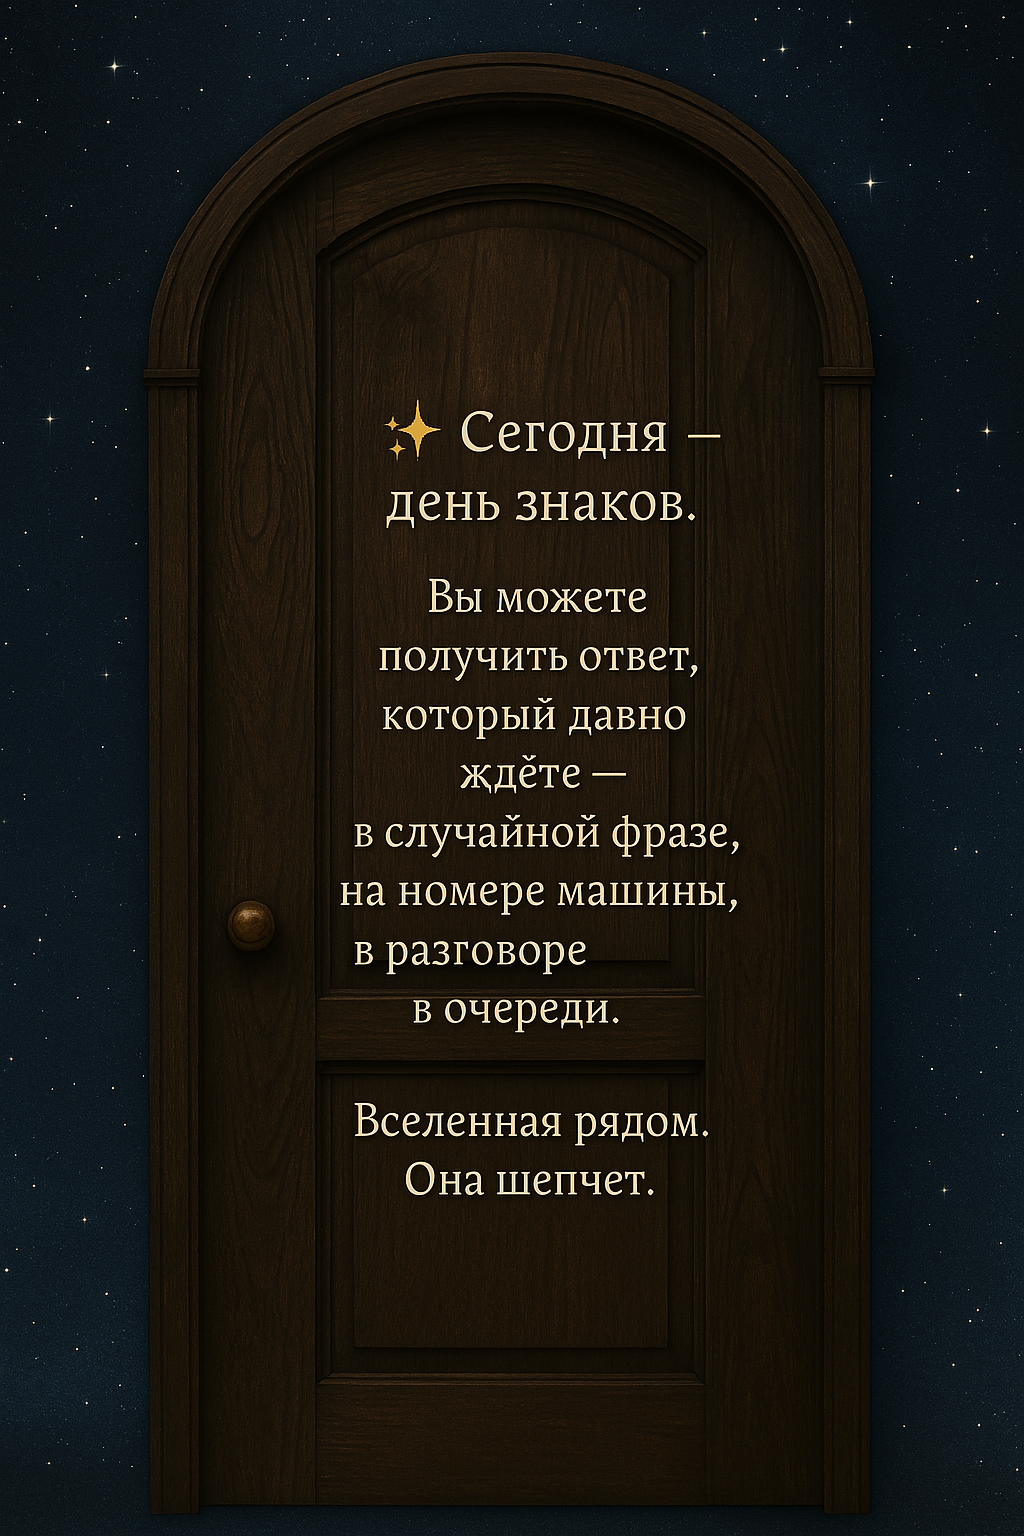 ✨ Сегодня –
день знаков.
Вы можете
получить ответ,
который давно
ждёте —
в случайной фразе,
на номере машины,
в разговоре
в очереди.
Вселенная рядом.
Она шепчет.